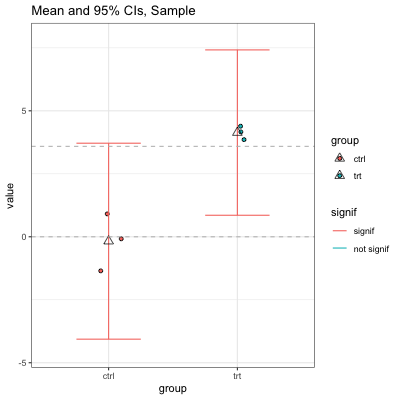 Mean and 95% CIs, Sample
value
5
0
-5
ctrl
trt
group
group
ctrl
trt
signif
signif
not signif